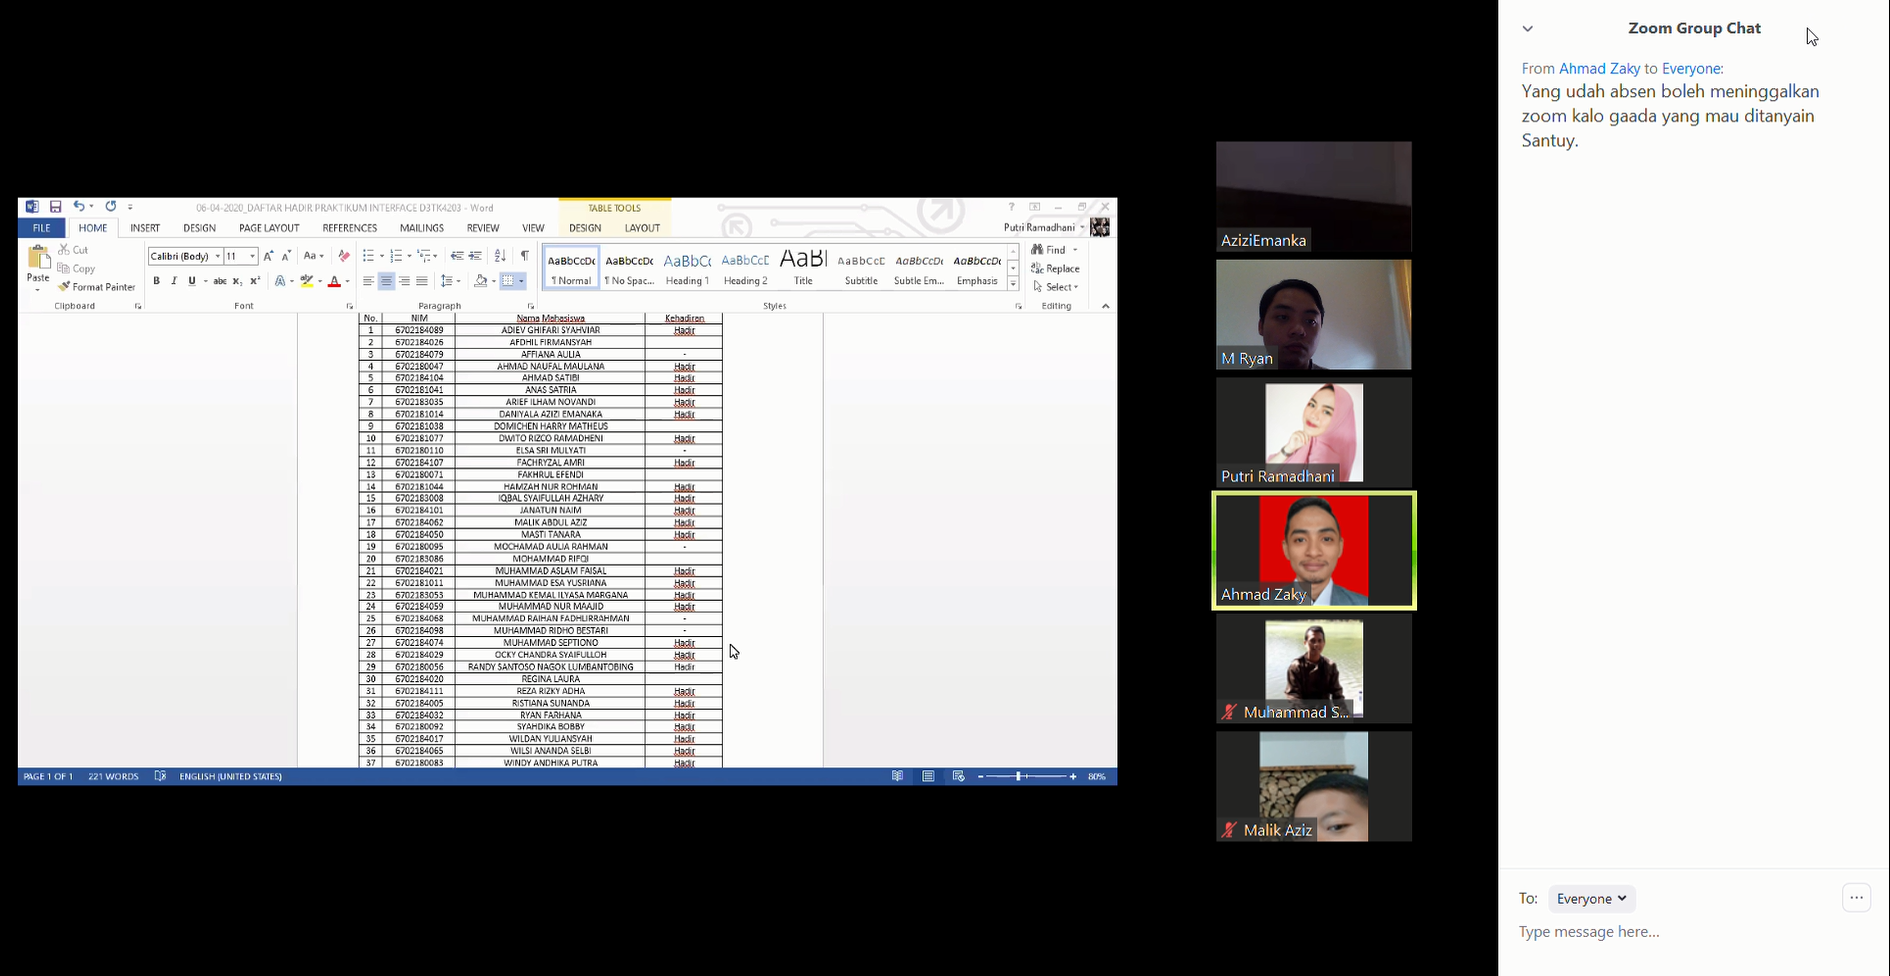 06-04-2020_DAFTAR HADIR PRAKTIKUM INTERFACE D3TK4203 - Word
TABLE TOOLS
FILE HOME INSERT DESIGN PAGE LAYOUT REFERENCES MAILINGS REVIEW VIEW DESIGN LAYOUT Putri Ramadhani
Paste
Cut
Copy
Format Painter
Clipboard
Calibri (Body) 11
Font
Paragraph
AaBbCcDc AaBbCcDc AaBbCc AaBbCcC AaBl AaBbCcC AaBbCcDc AaBbCcDc
¶ Normal ¶ No Spac... Heading 1 Heading 2 Title Subtitle Subtle Em... Emphasis
Styles
Find
Replace
Select
Editing
No. NIM Nama Mahasiswa Kehadiran
1 6702184089 ADIEV GHIFARI SYAHVIAR Hadir
2 6702184026 AFDHIL FIRMANSYAH
3 6702184079 AFFIANA AULIA -
4 6702180047 AHMAD NAUFAL MAULANA Hadir
5 6702184104 AHMAD SATIBI Hadir
6 6702181041 ANAS SATRIA Hadir
7 6702183035 ARIEF ILHAM NOVANDI Hadir
8 6702181014 DANIYALA AZIZI EMANAKA Hadir
9 6702181038 DOMICHEN HARRY MATHEUS
10 6702181077 DWITO RIZCO RAMADHENI Hadir
11 6702180110 ELSA SRI MULYATI -
12 6702184107 FACHRYZAL AMRI Hadir
13 6702180071 FAKHRUL EFENDI
14 6702181044 HAMZAH NUR ROHMAN Hadir
15 6702183008 IQBAL SYAIFULLAH AZHARY Hadir
16 6702184101 JANATUN NAIM Hadir
17 6702184062 MALIK ABDUL AZIZ Hadir
18 6702184050 MASTI TANARA Hadir
19 6702180095 MOCHAMAD AULIA RAHMAN -
20 6702183086 MOHAMMAD RIFQI
21 6702184021 MUHAMMAD ASLAM FAISAL Hadir
22 6702181011 MUHAMMAD ESA YUSRIANA Hadir
23 6702183053 MUHAMMAD KEMAL ILYASA MARGANA Hadir
24 6702184059 MUHAMMAD NUR MAAJID Hadir
25 6702184068 MUHAMMAD RAIHAN FADHLURRAHMAN -
26 6702184098 MUHAMMAD RIDHO BESTARI -
27 6702184074 MUHAMMAD SEPTIONO Hadir
28 6702184029 OCKY CHANDRA SYAIFULLOH Hadir
29 6702180056 RANDY SANTOSO NAGOK LUMBANTOBING Hadir
30 6702184020 REGINA LAURA
31 6702184111 REZA RIZKY ADHA Hadir
32 6702184005 RISTIANA SUNANDA Hadir
33 6702184032 RYAN FARHANA Hadir
34 6702180092 SYAHDIKA BOBBY Hadir
35 6702184017 WILDAN YULIANSYAH Hadir
36 6702184065 WILSI ANANDA SELBI Hadir
37 6702180083 WINDY ANDHIKA PUTRA Hadir
PAGE 1 OF 1 221 WORDS ENGLISH (UNITED STATES) 80%
AziziEmanka
M Ryan
Putri Ramadhani
Ahmad Zaky
Muhammad S...
Malik Aziz
Zoom Group Chat
From Ahmad Zaky to Everyone:
Yang udah absen boleh meninggalkan
zoom kalo gaada yang mau ditanyain
Santuy.
To: Everyone
Type message here...